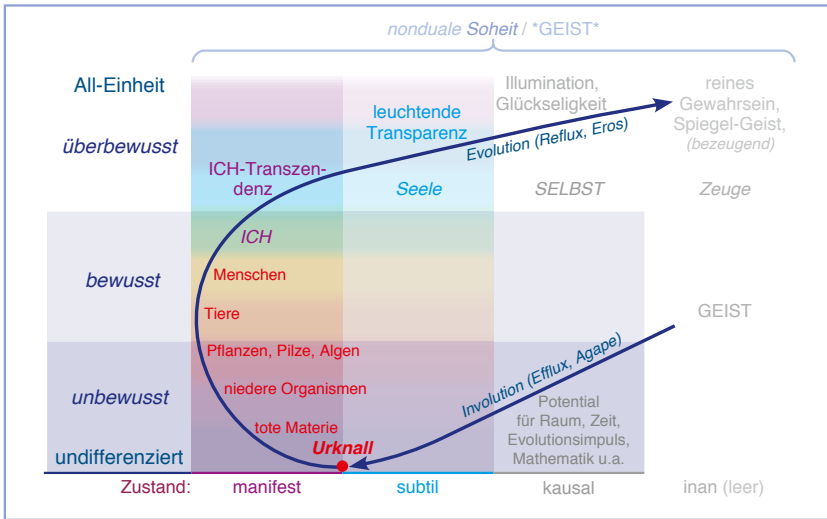 nonduale Soheit / *GEIST*
All-Einheit
Illumination,
Glückseligkeit
reines
Gewahrsein,
Spiegel-Geist,
(bezeugend)
leuchtende
Transparenz
überbewusst
Evolution (Reflux, Eros)
ICH-Transzen-
denz
Seele
SELBST
Zeuge
ICH
bewusst
Menschen
Tiere
GEIST
Pflanzen, Pilze, Algen
niedere Organismen
unbewusst
Involution (Efflux, Agape)
Potential
für Raum, Zeit,
Evolutionsimpuls,
Mathematik u.a.
tote Materie
Urknall
undifferenziert
Zustand: manifest subtil kausal inan (leer)